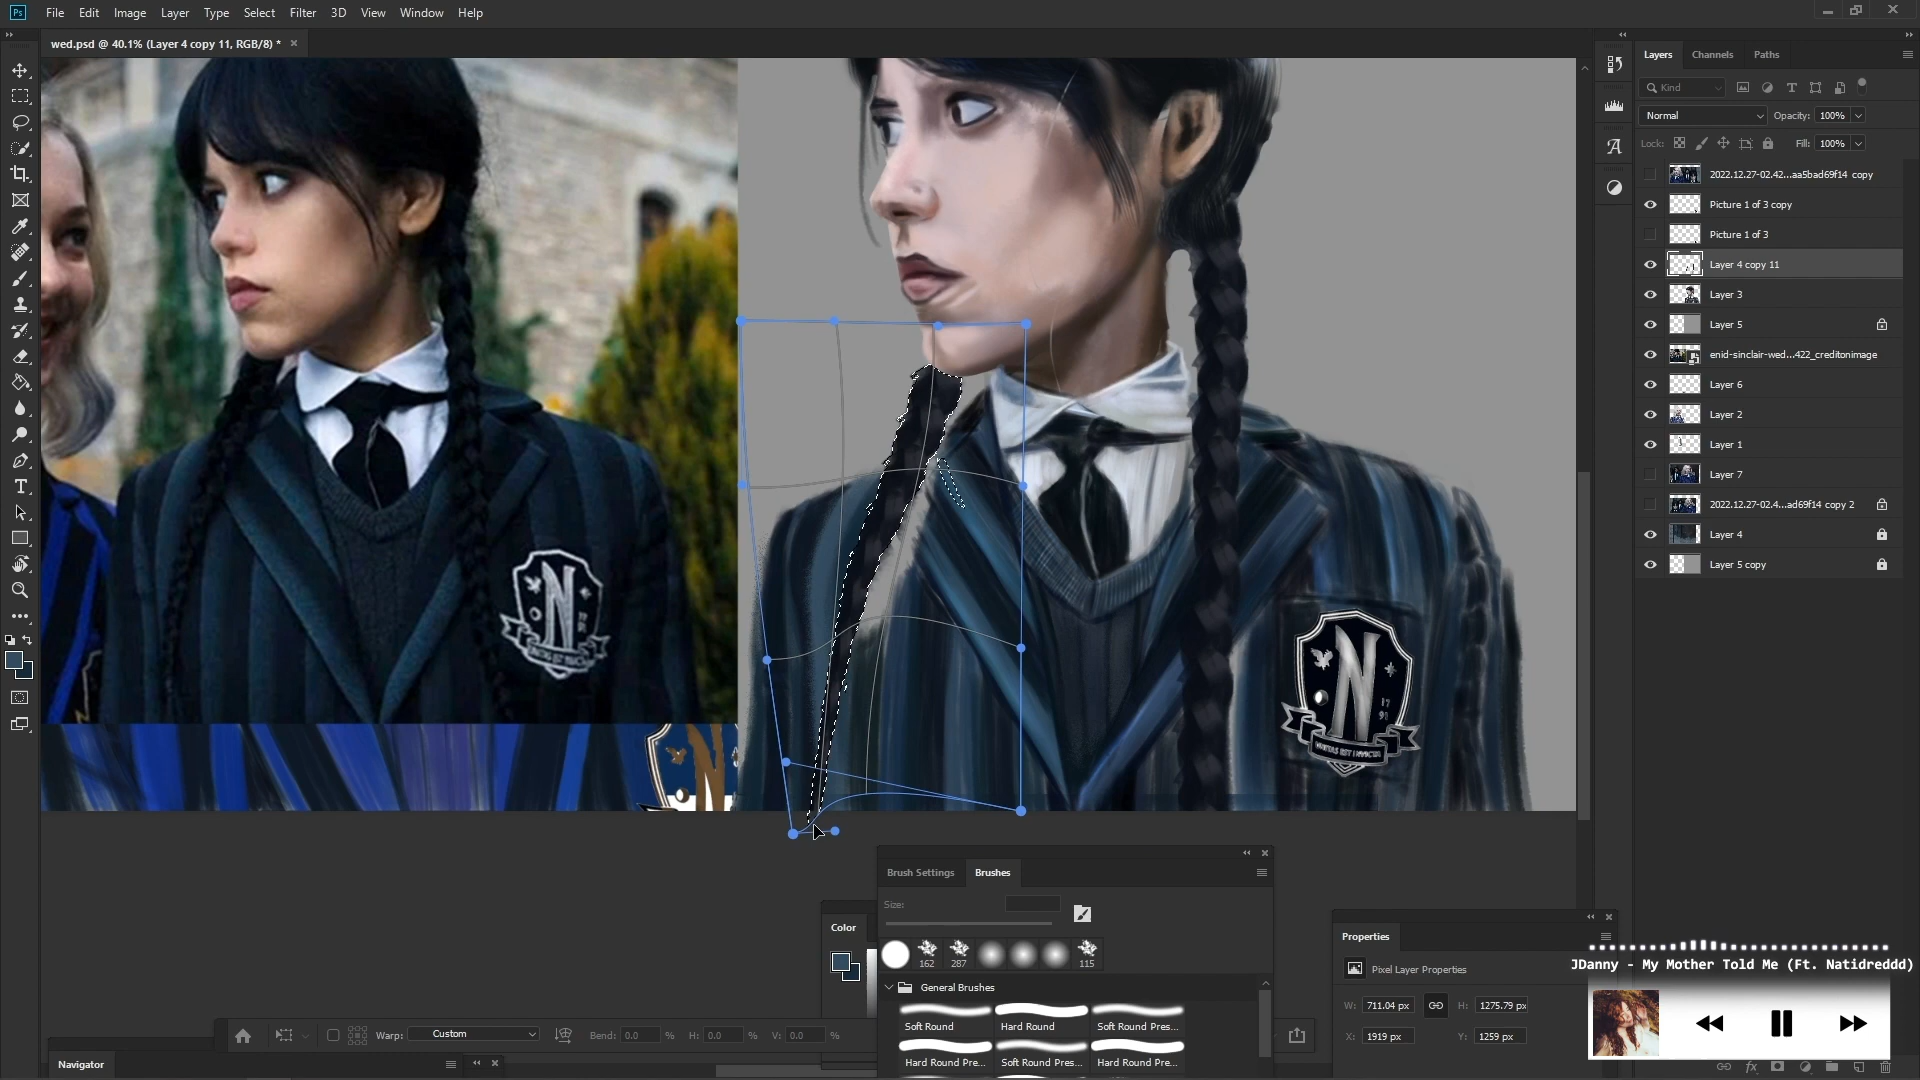 Ps File Edit Image Layer Type Select Filter 3D View Window Help
wed.psd @ 40.1% (Layer 4 copy 11, RGB/8) *
Layers Channels Paths
Kind
Normal Opacity: 100%
Lock: Fill: 100%
2022.12.27-02.42...aa5bad69f14 copy
Picture 1 of 3 copy
Picture 1 of 3
Layer 4 copy 11
Layer 3
Layer 5
enid-sinclair-wed...422_creditonimage
Layer 6
Layer 2
Layer 1
Layer 7
2022.12.27-02.4...ad69f14 copy 2
Layer 4
Layer 5 copy
N
N
17
91
UNITAS EST INVICTA
Brush Settings Brushes
Size:
162 287 115
General Brushes
Soft Round Hard Round Soft Round Pres...
Hard Round Pre... Soft Round Pres... Hard Round Pre...
Color
Warp: Custom Bend: 0.0 % H: 0.0 % V: 0.0 %
Navigator
Properties
Pixel Layer Properties
W: 711.04 px H: 1275.79 px
X: 1919 px Y: 1259 px
JDanny - My Mother Told Me (Ft. Natidreddd)